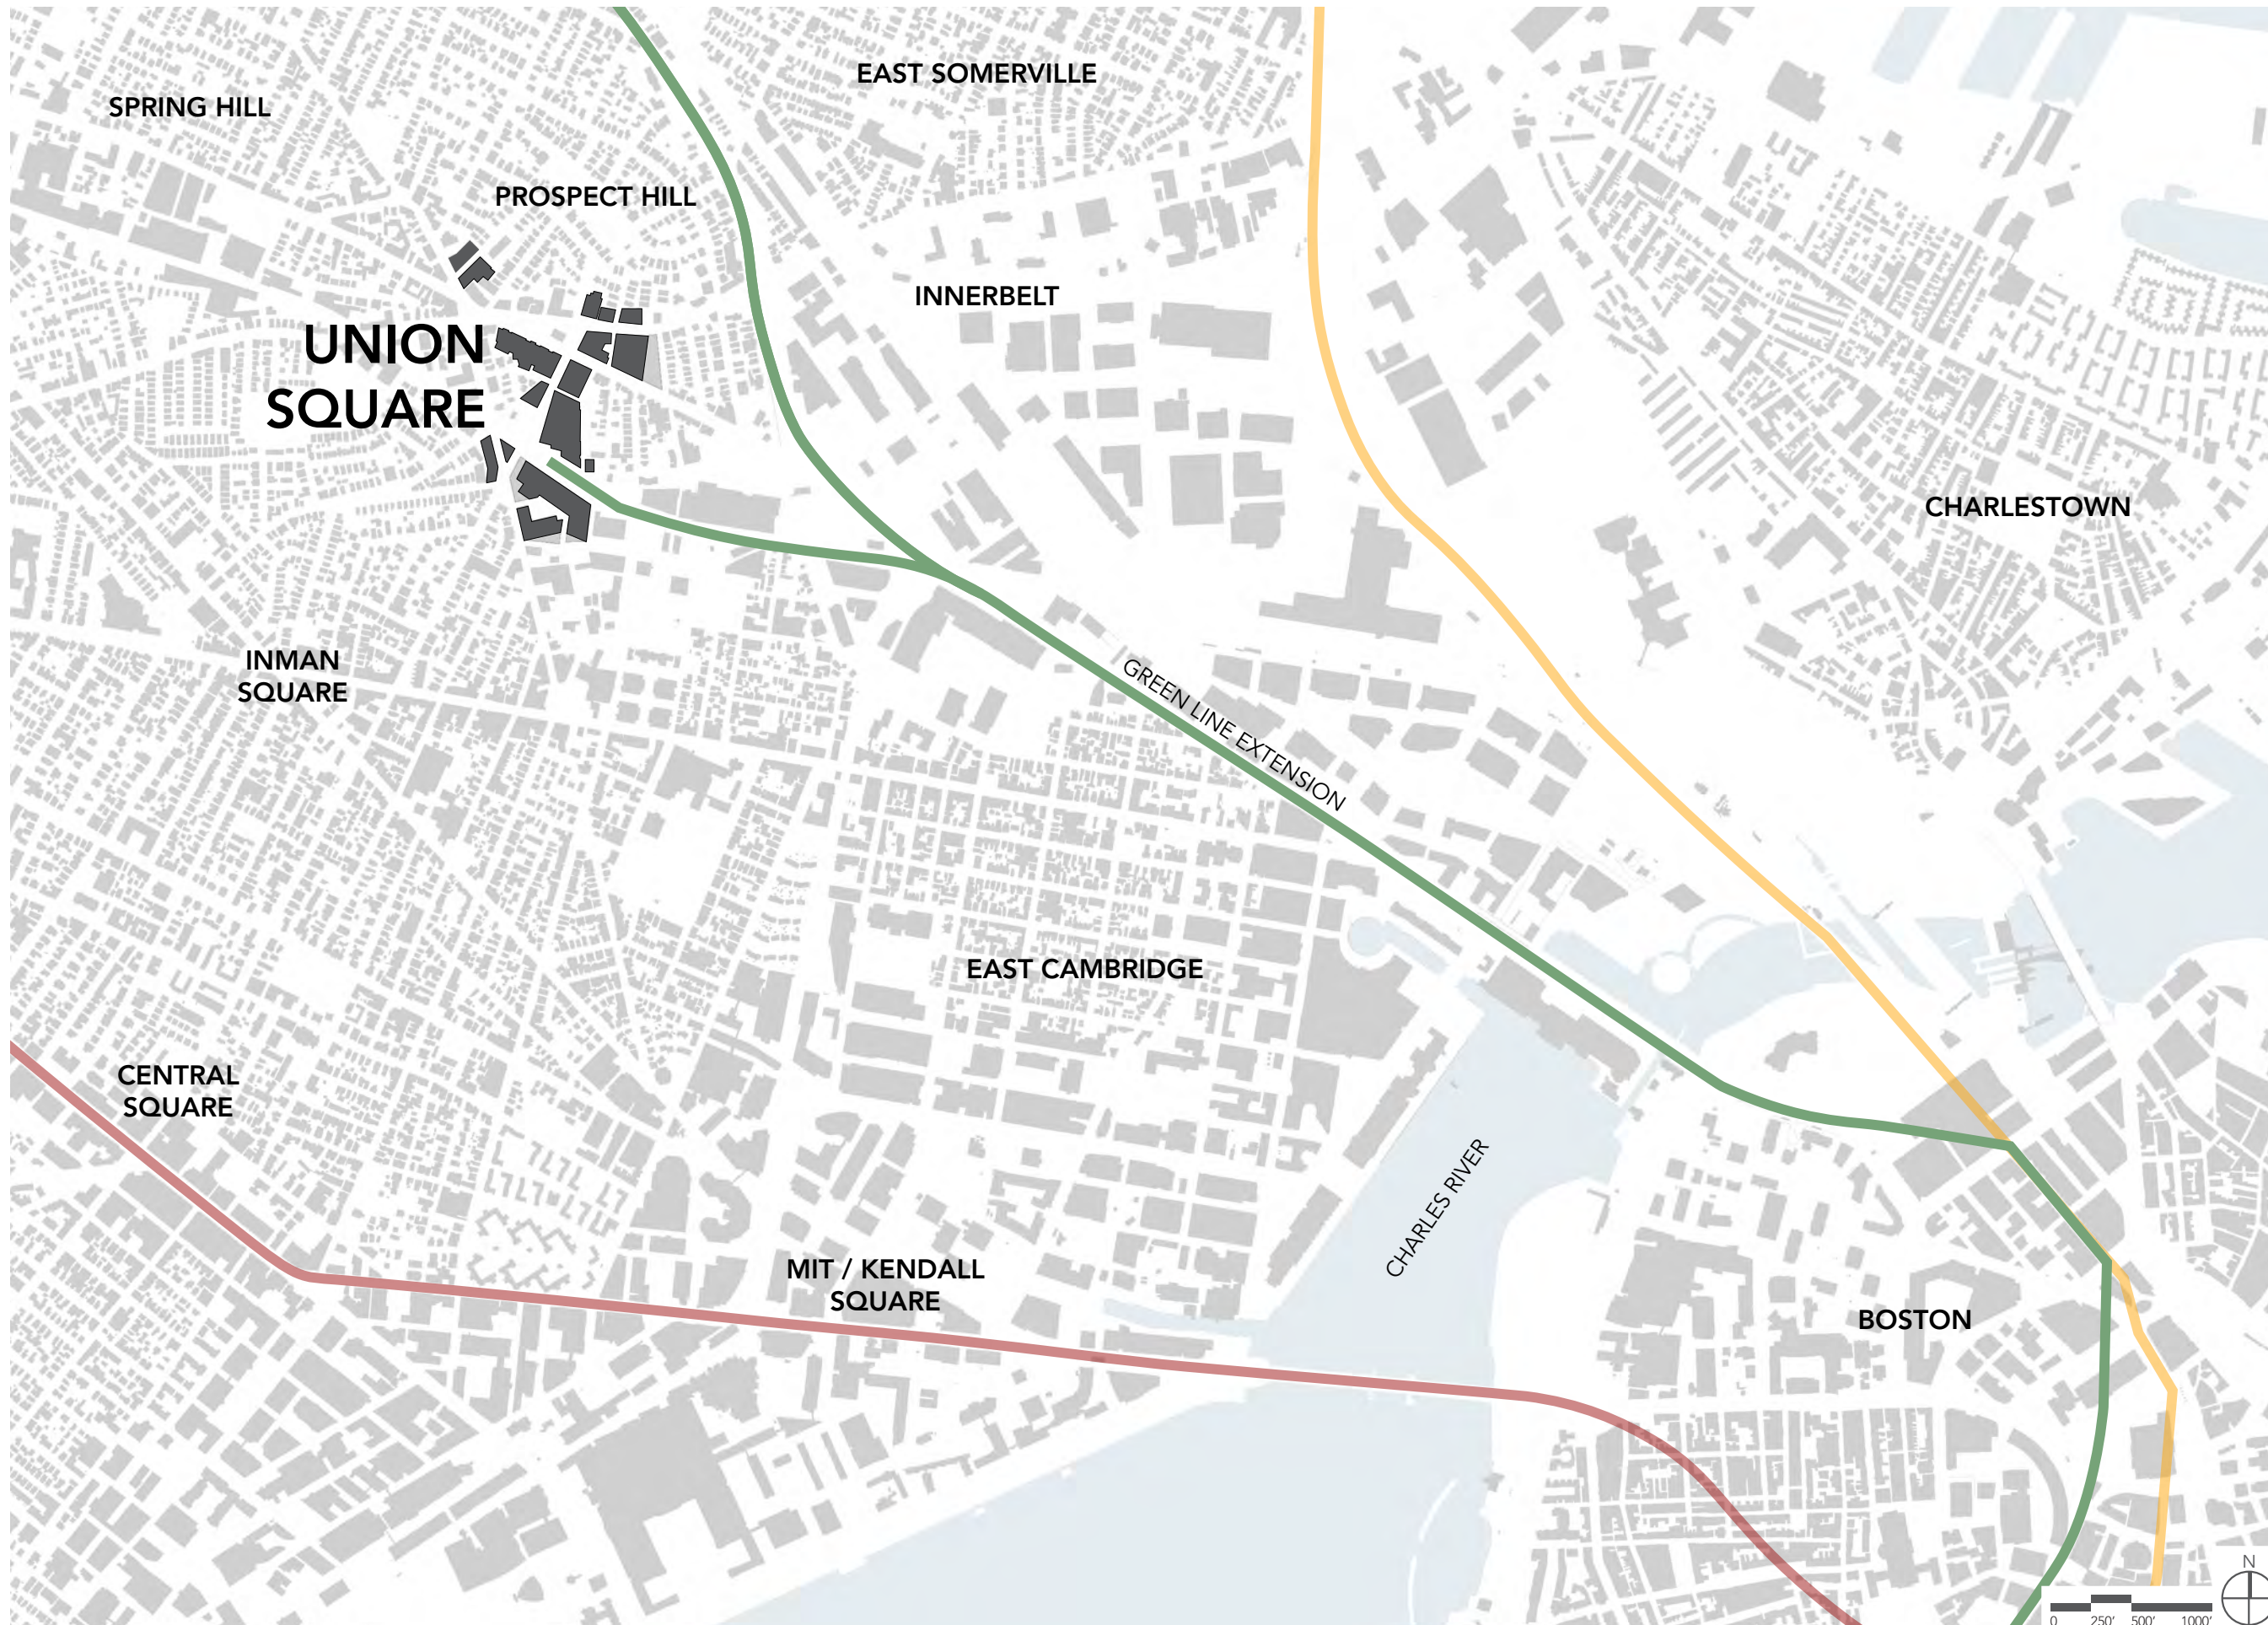 EAST SOMERVILLE
SPRING HILL
PROSPECT HILL
INNERBELT
UNION
SQUARE
CHARLESTOWN
INMAN
SQUARE
GREEN LINE EXTENSION
EAST CAMBRIDGE
CENTRAL
SQUARE
CHARLES RIVER
MIT / KENDALL
SQUARE
BOSTON
N
0 250' 500' 1000'